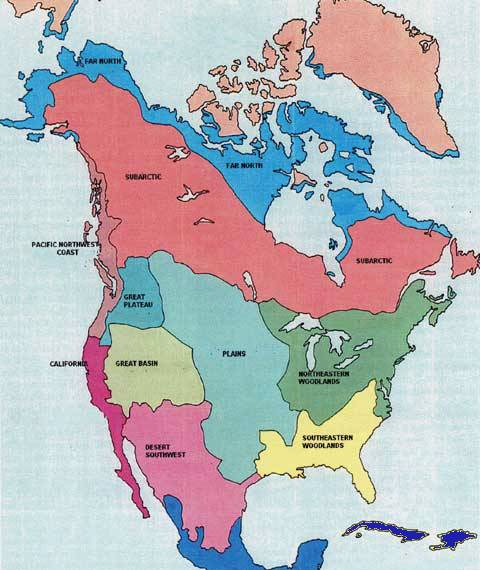 FAR NORTH
FAR NORTH
SUBARCTIC
PACIFIC NORTHWEST
COAST
SUBARCTIC
GREAT
PLATEAU
CALIFORNIA
GREAT BASIN
PLAINS
NORTHEASTERN
WOODLANDS
DESERT
SOUTHWEST
SOUTHEASTERN
WOODLANDS